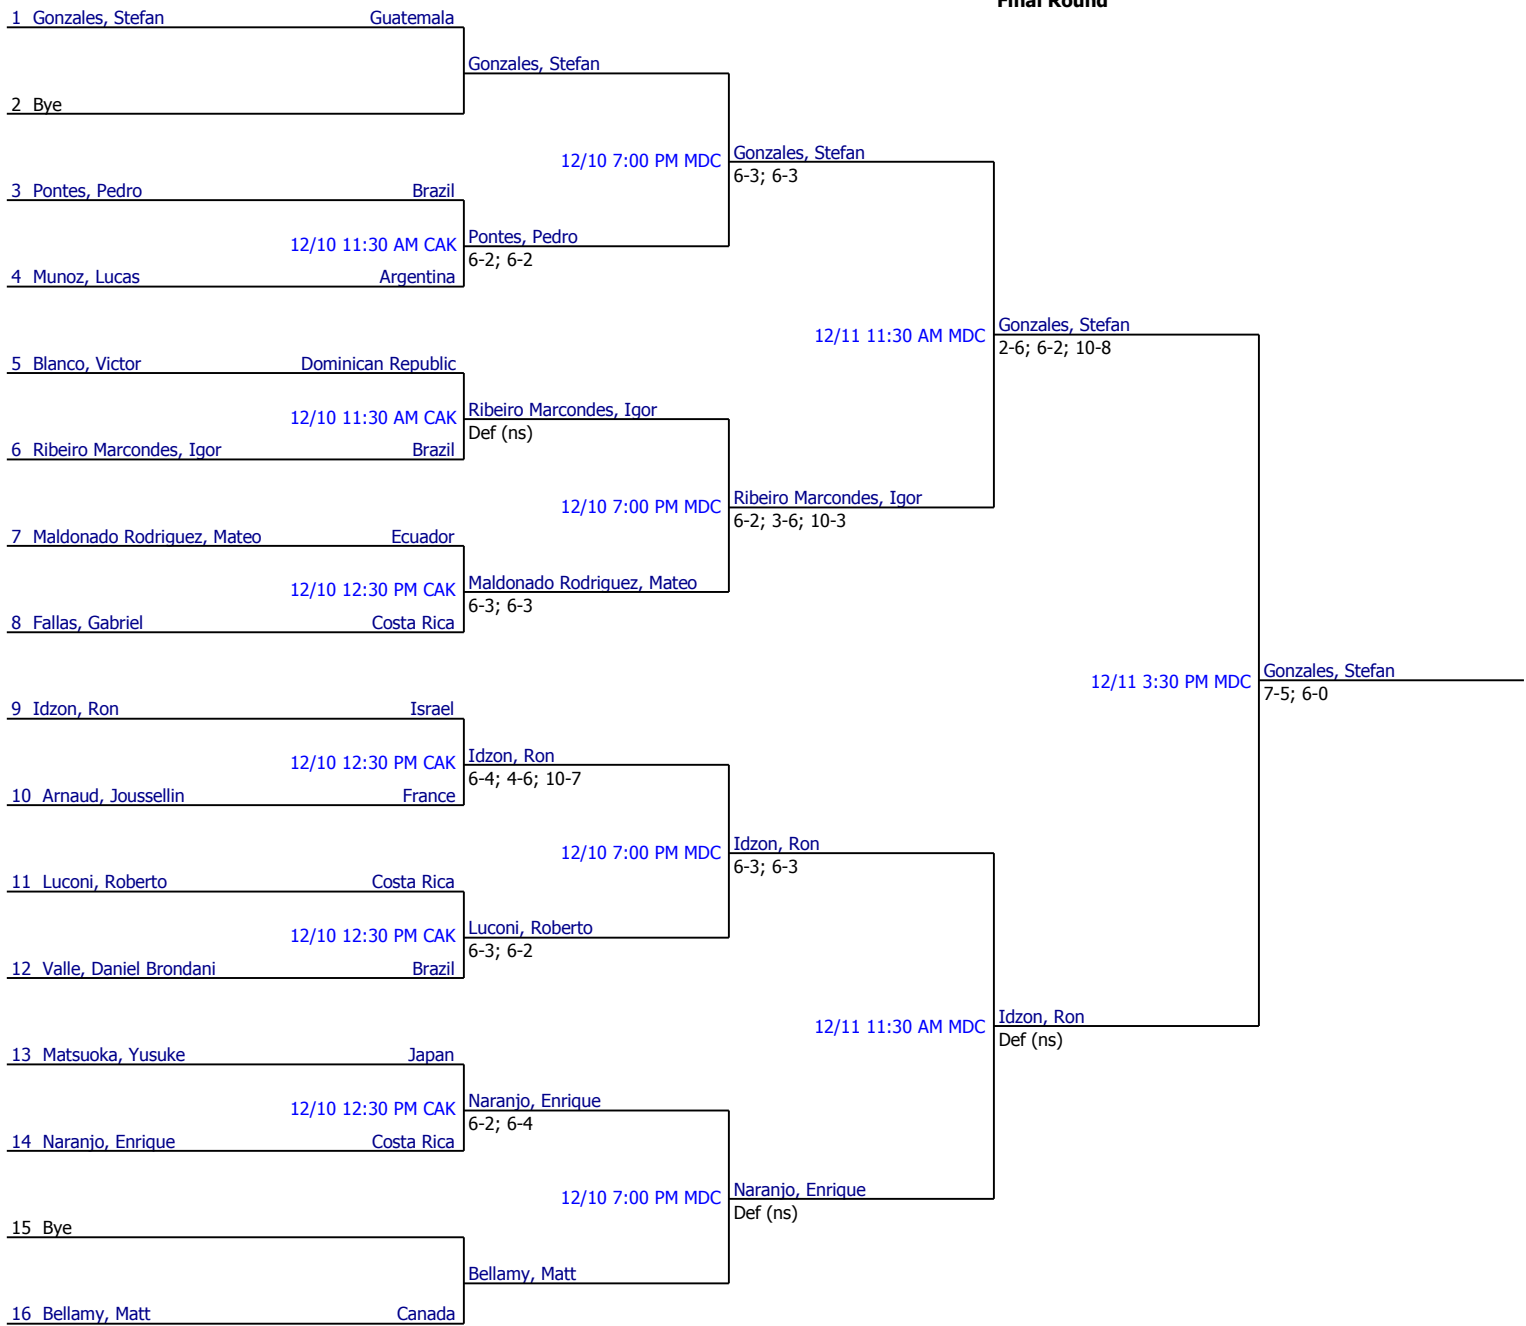 Final Round
1 Gonzales, Stefan Guatemala
Gonzales, Stefan
2 Bye
12/10 7:00 PM MDC
Gonzales, Stefan
6-3; 6-3
3 Pontes, Pedro Brazil
12/10 11:30 AM CAK
Pontes, Pedro
6-2; 6-2
4 Munoz, Lucas Argentina
12/11 11:30 AM MDC
Gonzales, Stefan
2-6; 6-2; 10-8
5 Blanco, Victor Dominican Republic
12/10 11:30 AM CAK
Ribeiro Marcondes, Igor
Def (ns)
6 Ribeiro Marcondes, Igor Brazil
12/10 7:00 PM MDC
Ribeiro Marcondes, Igor
6-2; 3-6; 10-3
7 Maldonado Rodriguez, Mateo Ecuador
12/10 12:30 PM CAK
Maldonado Rodriguez, Mateo
6-3; 6-3
8 Fallas, Gabriel Costa Rica
12/11 3:30 PM MDC
Gonzales, Stefan
7-5; 6-0
9 Idzon, Ron Israel
12/10 12:30 PM CAK
Idzon, Ron
6-4; 4-6; 10-7
10 Arnaud, Joussellin France
12/10 7:00 PM MDC
Idzon, Ron
6-3; 6-3
11 Luconi, Roberto Costa Rica
12/10 12:30 PM CAK
Luconi, Roberto
6-3; 6-2
12 Valle, Daniel Brondani Brazil
12/11 11:30 AM MDC
Idzon, Ron
Def (ns)
13 Matsuoka, Yusuke Japan
12/10 12:30 PM CAK
Naranjo, Enrique
6-2; 6-4
14 Naranjo, Enrique Costa Rica
12/10 7:00 PM MDC
Naranjo, Enrique
Def (ns)
15 Bye
Bellamy, Matt
16 Bellamy, Matt Canada